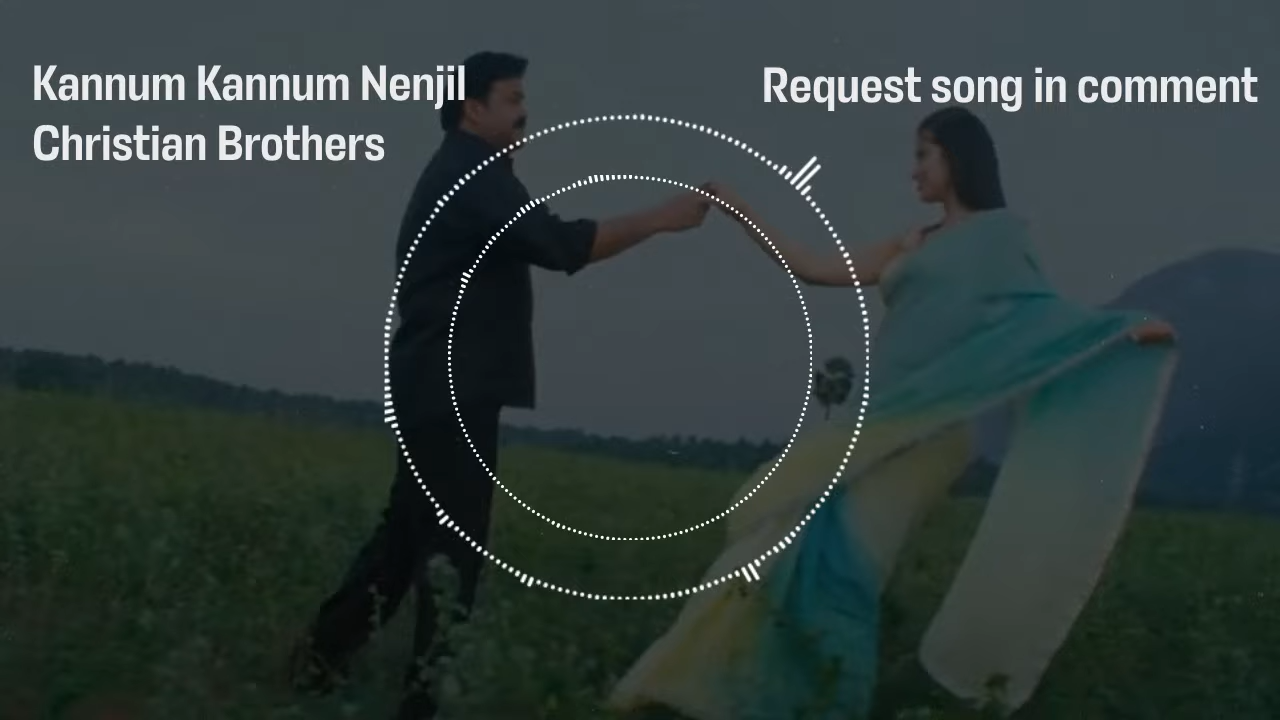 Kannum Kannum Nenjil
Christian Brothers
Request song in comment